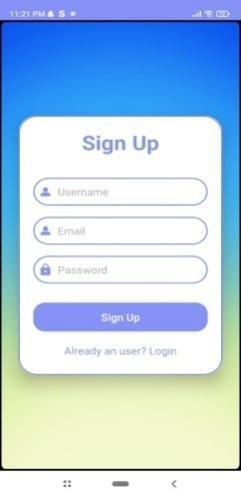 11:21 PM
Sign Up
Username
Email
Password
Sign Up
Already an user? Login